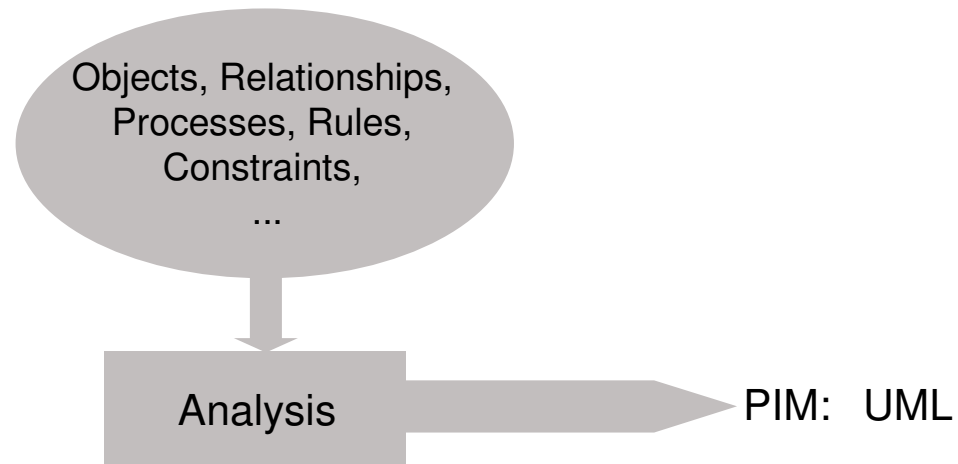 Objects, Relationships,
Processes, Rules,
Constraints,
...
Analysis
PIM: UML